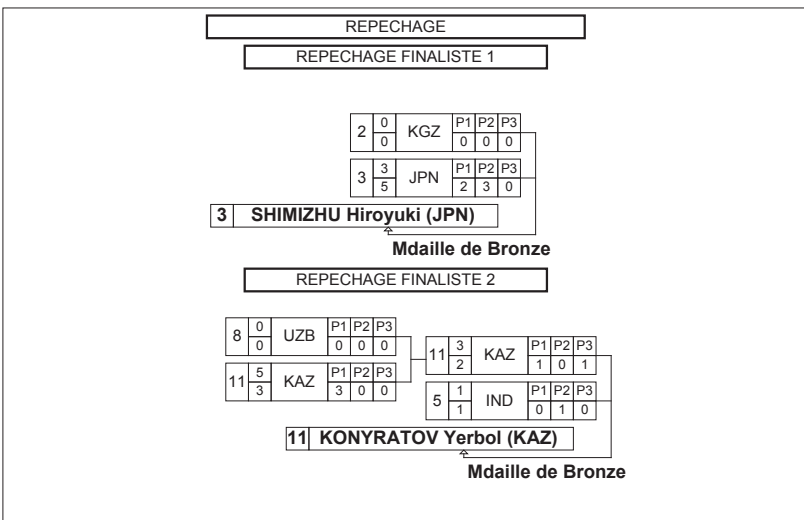 REPECHAGE
REPECHAGE FINALISTE 1
2 0 0 KGZ P1 P2 P3 0 0 0
3 3 5 JPN P1 P2 P3 2 3 0
3 SHIMIZHU Hiroyuki (JPN)
Mdaille de Bronze
REPECHAGE FINALISTE 2
8 0 0 UZB P1 P2 P3 0 0 0
11 5 3 KAZ P1 P2 P3 3 0 0
11 3 2 KAZ P1 P2 P3 1 0 1
5 1 1 IND P1 P2 P3 0 1 0
11 KONYRATOV Yerbol (KAZ)
Mdaille de Bronze